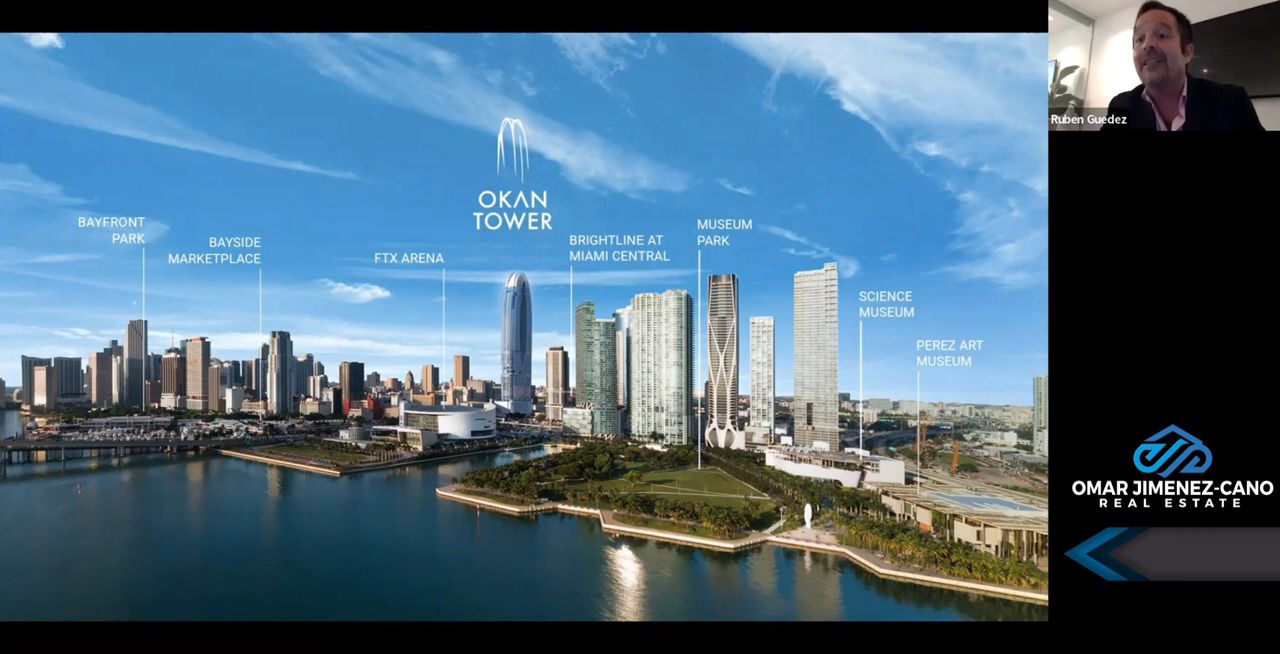 OKAN
TOWER
BAYFRONT
PARK
BAYSIDE
MARKETPLACE
FTX ARENA
BRIGHTLINE AT
MIAMI CENTRAL
MUSEUM
PARK
SCIENCE
MUSEUM
PEREZ ART
MUSEUM
Ruben Guedez
OMAR JIMENEZ-CANO
REAL ESTATE